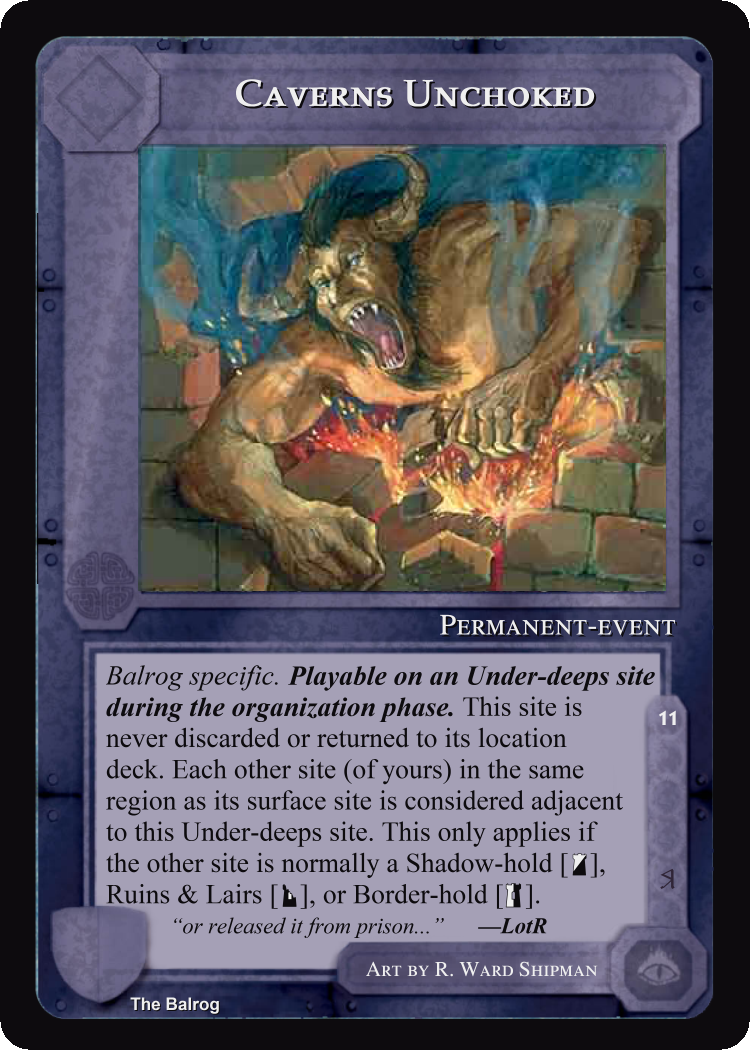 Caverns Unchoked
Permanent-event
Balrog specific. Playable on an Under-deeps site
during the organization phase. This site is
never discarded or returned to its location
deck. Each other site (of yours) in the same
region as its surface site is considered adjacent
to this Under-deeps site. This only applies if
the other site is normally a Shadow-hold [ ],
Ruins & Lairs [ ], or Border-hold [ ].
“or released it from prison...” —LotR
11
Art by R. Ward Shipman
The Balrog